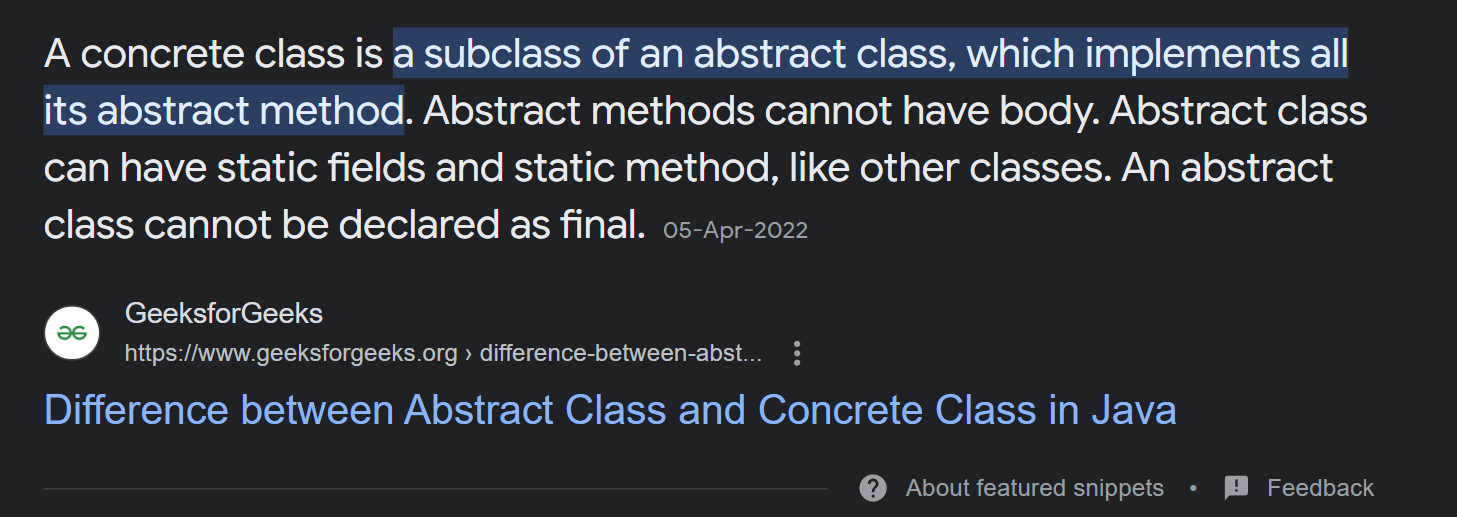 A concrete class is a subclass of an abstract class, which implements all
its abstract method. Abstract methods cannot have body. Abstract class
can have static fields and static method, like other classes. An abstract
class cannot be declared as final. 05-Apr-2022
GeeksforGeeks
https://www.geeksforgeeks.org › difference-between-abst...
Difference between Abstract Class and Concrete Class in Java
About featured snippets • Feedback